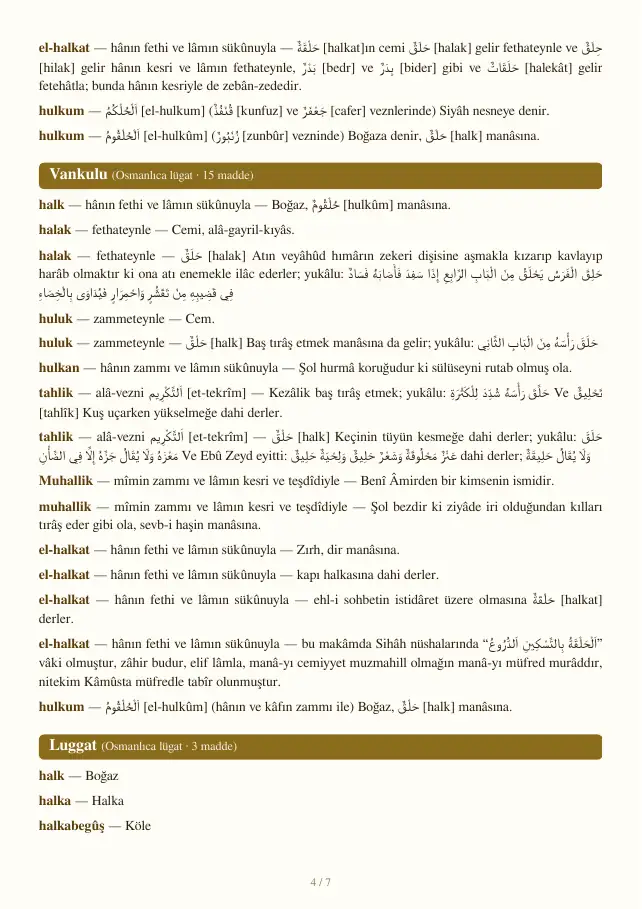 el-halkat — hânın fethi ve lâmın sükûnuyla — حَلْقَةٌ [halkat]ın cemi حَلَقٌ [halak] gelir fethateynle ve حِلَقٌ
[hilak] gelir hânın kesri ve lâmın fethateynle, بَدْرٌ [bedr] ve بِدَرٌ [bider] gibi ve حَلَقَاتٌ [halekât] gelir
fetehâtla; bunda hânın kesriyle de zebân-zededir.
hulkum — اَلْحُلْكُمُ [el-hulkum] (قُنْفُذٌ [kunfuz] ve جَعْفَرٌ [cafer] veznlerinde) Siyâh nesneye denir.
hulkum — اَلْحُلْقُومُ [el-hulkûm] (زُنْبُورٌ [zunbûr] vezninde) Boğaza denir, حَلْقٌ [halk] manâsına.
Vankulu (Osmanlıca lügat · 15 madde)
halk — hânın fethi ve lâmın sükûnuyla — Boğaz, حُلْقُومٌ [hulkûm] manâsına.
halak — fethateynle — Cemi, alâ-gayril-kıyâs.
halak — fethateynle — حَلَقٌ [halak] Atın veyâhûd hımârın zekeri dişisine aşmakla kızarıp kavlayıp
harâb olmaktır ki ona atı enemekle ilâc ederler; yukâlu: حَلِقَ الْفَرَسُ يَحْلَقُ مِنَ الْبَابِ الرَّابِعِ إِذَا سَفِدَ فَأَصَابَهُ فَسَادٌ
فِي قَضِيبِهِ مِنْ تَقَشُّرٍ وَاحْمِرَارٍ فَيُدَاوَى بِالْخِصَاءِ
huluk — zammeteynle — Cem.
huluk — zammeteynle — حَلْقٌ [halk] Baş tırâş etmek manâsına da gelir; yukâlu: حَلَقَ رَأْسَهُ مِنَ الْبَابِ الثَّانِي
hulkan — hânın zammı ve lâmın sükûnuyla — Şol hurmâ koruğudur ki sülüseyni rutab olmuş ola.
tahlik — alâ-vezni اَلتَّكْرِيم [et-tekrîm] — Kezâlik baş tırâş etmek; yukâlu: حَلَّقَ رَأْسَهُ شُدِّدَ لِلْكَثْرَةِ Ve تَحْلِيقٌ
[tahlîk] Kuş uçarken yükselmeğe dahi derler.
tahlik — alâ-vezni اَلتَّكْرِيم [et-tekrîm] — حَلْقٌ [halk] Keçinin tüyün kesmeğe dahi derler; yukâlu: حَلَقَ
مَعْزَهُ وَلَا يُقَالُ جَزَّهُ إِلَّا فِي الضَّأْنِ Ve Ebû Zeyd eyitti: عَنْزٌ مَحْلُوقَةٌ وَشَعْرٌ حَلِيقٌ وَلِحْيَةٌ حَلِيقٌ dahi derler; وَلَا يُقَالُ حَلِيقَةٌ
Muhallik — mîmin zammı ve lâmın kesri ve teşdîdiyle — Benî Âmirden bir kimsenin ismidir.
muhallik — mîmin zammı ve lâmın kesri ve teşdîdiyle — Şol bezdir ki ziyâde iri olduğundan kılları
tırâş eder gibi ola, sevb-i haşin manâsına.
el-halkat — hânın fethi ve lâmın sükûnuyla — Zırh, dir manâsına.
el-halkat — hânın fethi ve lâmın sükûnuyla — kapı halkasına dahi derler.
el-halkat — hânın fethi ve lâmın sükûnuyla — ehl-i sohbetin istidâret üzere olmasına حَلقةٌ [halkat]
derler.
el-halkat — hânın fethi ve lâmın sükûnuyla — bu makâmda Sihâh nüshalarında “اَلْحَلْقَةُ بِالتَّسْكِينِ اَلدُّرُوعُ”
vâki olmuştur, zâhir budur, elif lâmla, manâ-yı cemiyyet muzmahill olmağın manâ-yı müfred murâddır,
nitekim Kâmûsta müfredle tabîr olunmuştur.
hulkum — اَلْحُلْقُومُ [el-hulkûm] (hânın ve kâfın zammı ile) Boğaz, حَلْقٌ [halk] manâsına.
Luggat (Osmanlıca lügat · 3 madde)
halk — Boğaz
halka — Halka
halkabegûş — Köle
4 / 7